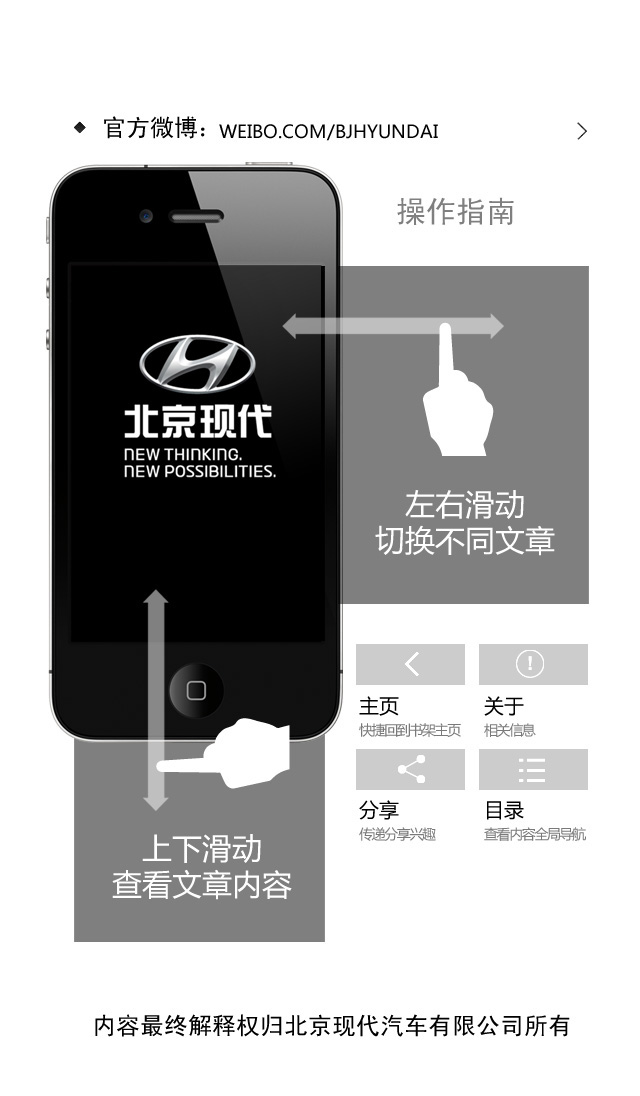 官方微博：WEIBO.COM/BJHYUNDAI
操作指南
北京现代
NEW THINKING.
NEW POSSIBILITIES.
左右滑动
切换不同文章
主页
快捷回到书架主页
关于
相关信息
分享
传递分享兴趣
目录
查看内容全局导航
上下滑动
查看文章内容
内容最终解释权归北京现代汽车有限公司所有